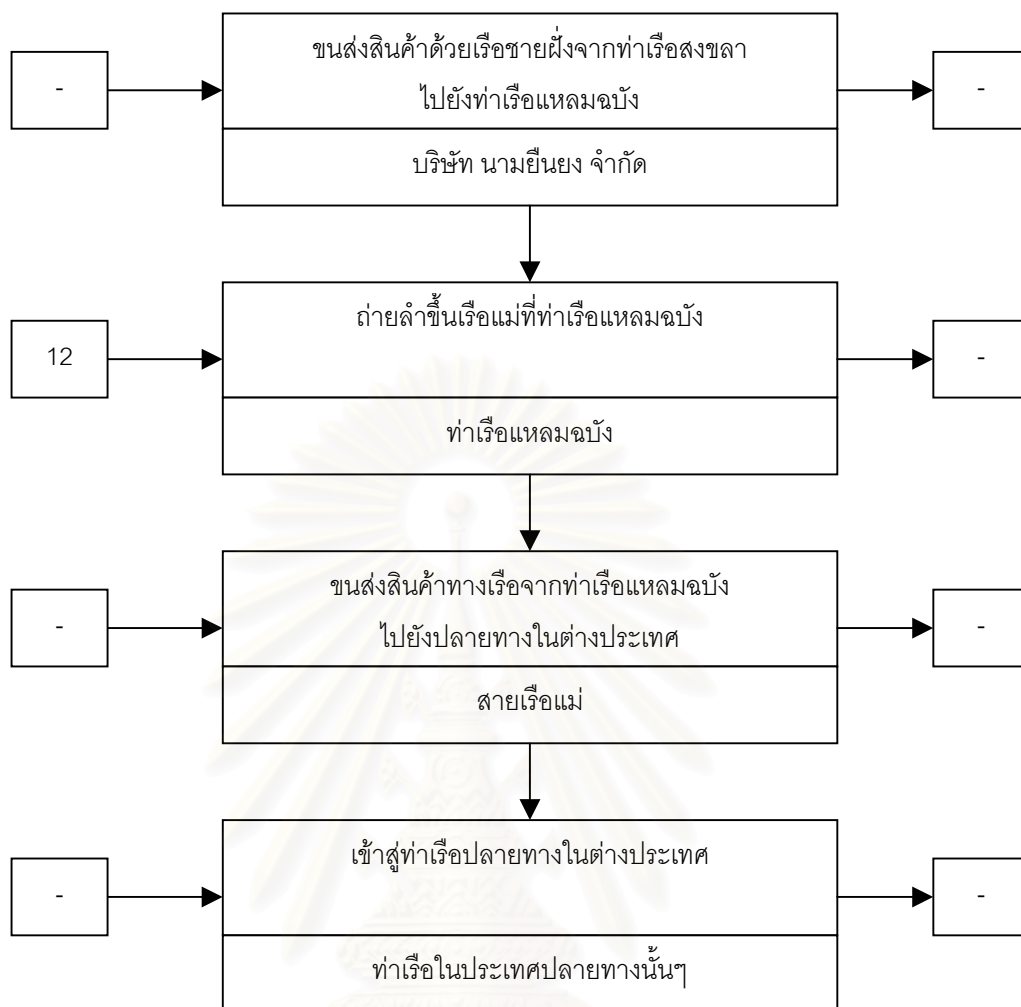 ขนส่งสินค้าด้วยเรือชายฝั่งจากท่าเรือสงขลา
- ไปยังท่าเรือแหลมฉบัง -
บริษัท นามยืนยง จำกัด
ถ่ายลำขึ้นเรือแม่ที่ท่าเรือแหลมฉบัง
12 -
ท่าเรือแหลมฉบัง
ขนส่งสินค้าทางเรือจากท่าเรือแหลมฉบัง
- ไปยังปลายทางในต่างประเทศ -
สายเรือแม่
เข้าสู่ท่าเรือปลายทางในต่างประเทศ
- -
ท่าเรือในประเทศปลายทางนั้นๆ